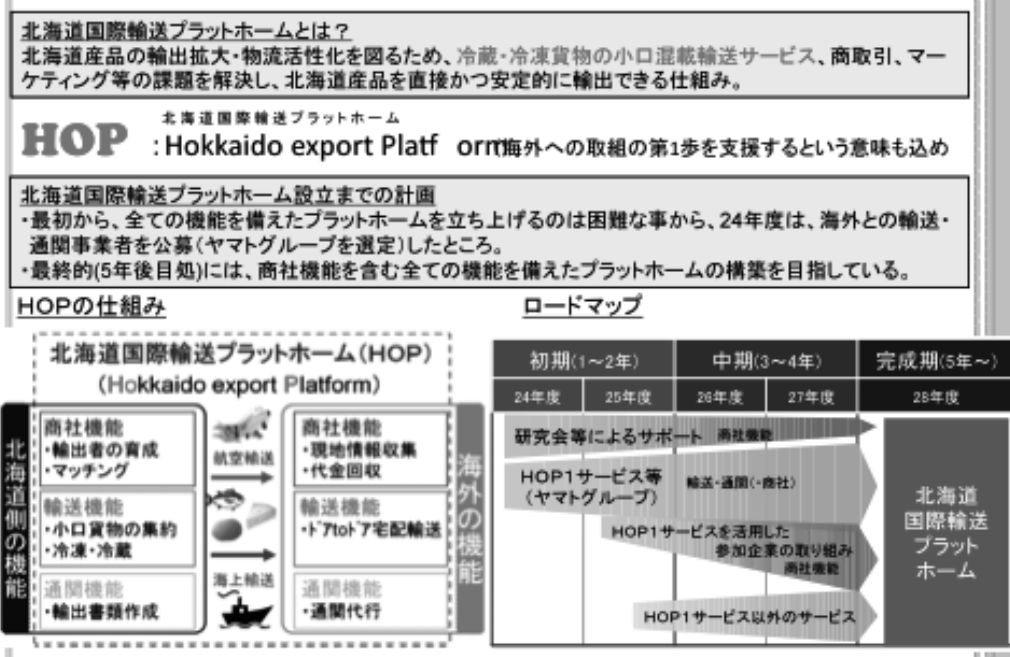 北海道国際輸送プラットホームとは？
北海道産品の輸出拡大・物流活性化を図るため、冷蔵・冷凍貨物の小口混載輸送サービス、商取引、マー
ケティング等の課題を解決し、北海道産品を直接かつ安定的に輸出できる仕組み。
北海道国際輸送プラットホーム
HOP :Hokkaido export Platf orm海外への取組の第1歩を支援するという意味も込め
北海道国際輸送プラットホーム設立までの計画
・最初から、全ての機能を備えたプラットホームを立ち上げるのは困難な事から、24年度は、海外との輸送・
通関事業者を公募（ヤマトグループを選定）したところ。
・最終的（5年後目処）には、商社機能を含む全ての機能を備えたプラットホームの構築を目指している。
HOPの仕組み
北海道国際輸送プラットホーム（HOP）
（Hokkaido export Platform）
北海道側の機能
商社機能
・輸出者の育成
・マッチング
輸送機能
・小口貨物の集約
・冷凍・冷蔵
通関機能
・輸出書類作成
航空輸送
海上輸送
商社機能
・現地情報収集
・代金回収
輸送機能
・ドアtoドア宅配輸送
通関機能
・通関代行
海外の機能
ロードマップ
初期（1～2年） 中期（3～4年） 完成期（5年～）
24年度 25年度 26年度 27年度 28年度
研究会等によるサポート 商社機能
HOP1サービス等
（ヤマトグループ）
輸送・通関（・商社）
HOP1サービスを活用した
参加企業の取り組み
商社機能
HOP1サービス以外のサービス
北海道
国際輸送
プラット
ホーム